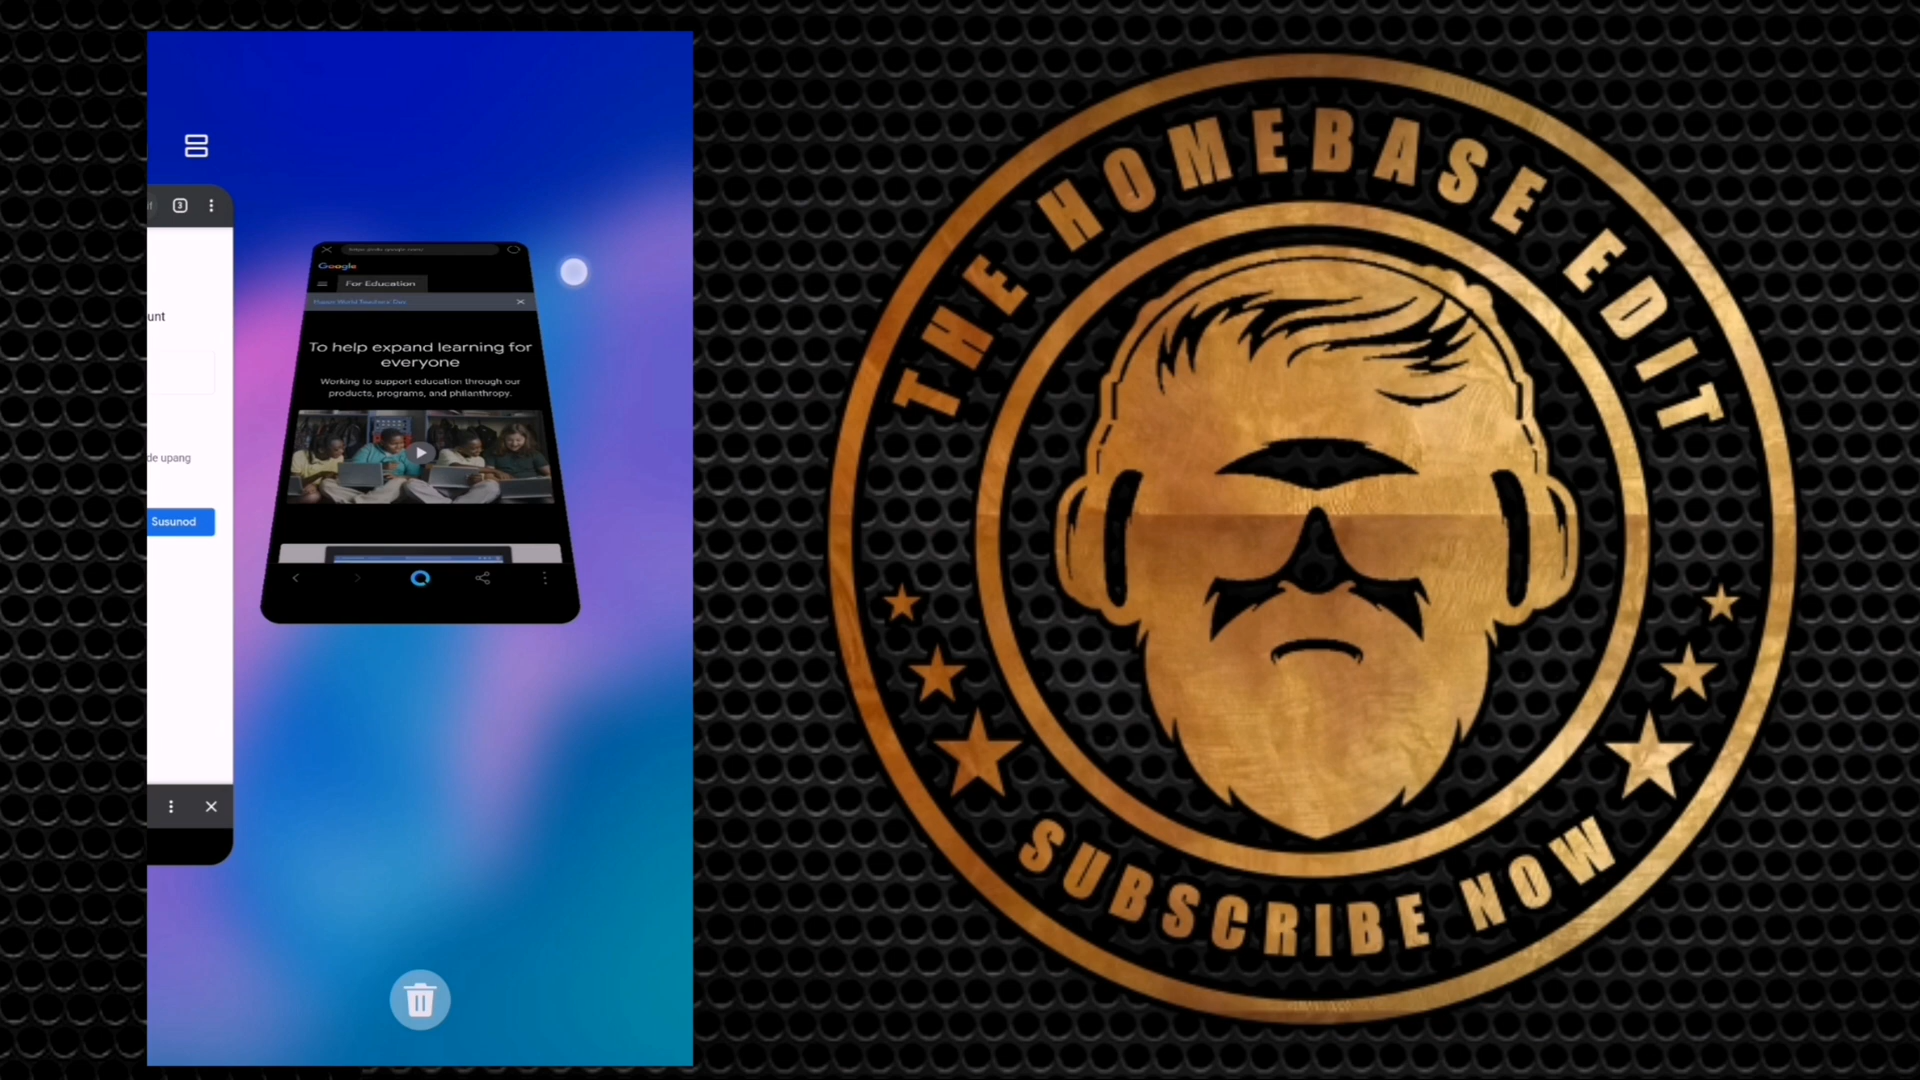 3
unt
de upang
Susunod
Google
For Education
To help expand learning for
everyone
Working to support education through our
products, programs, and philanthropy.
THE HOMEBASE EDIT
SUBSCRIBE NOW